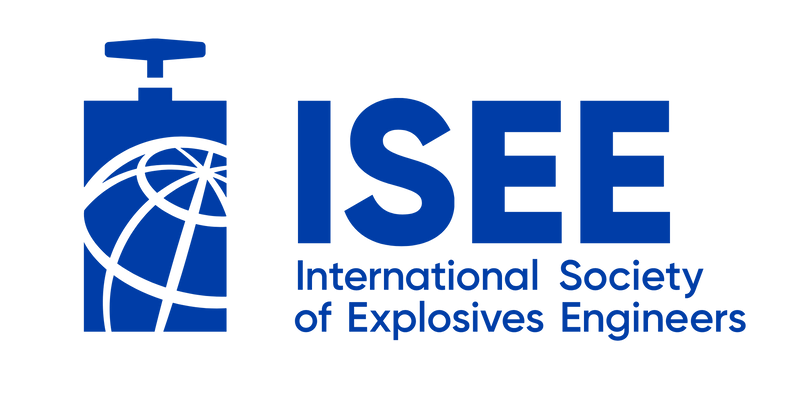 ISEE
International Society
of Explosives Engineers